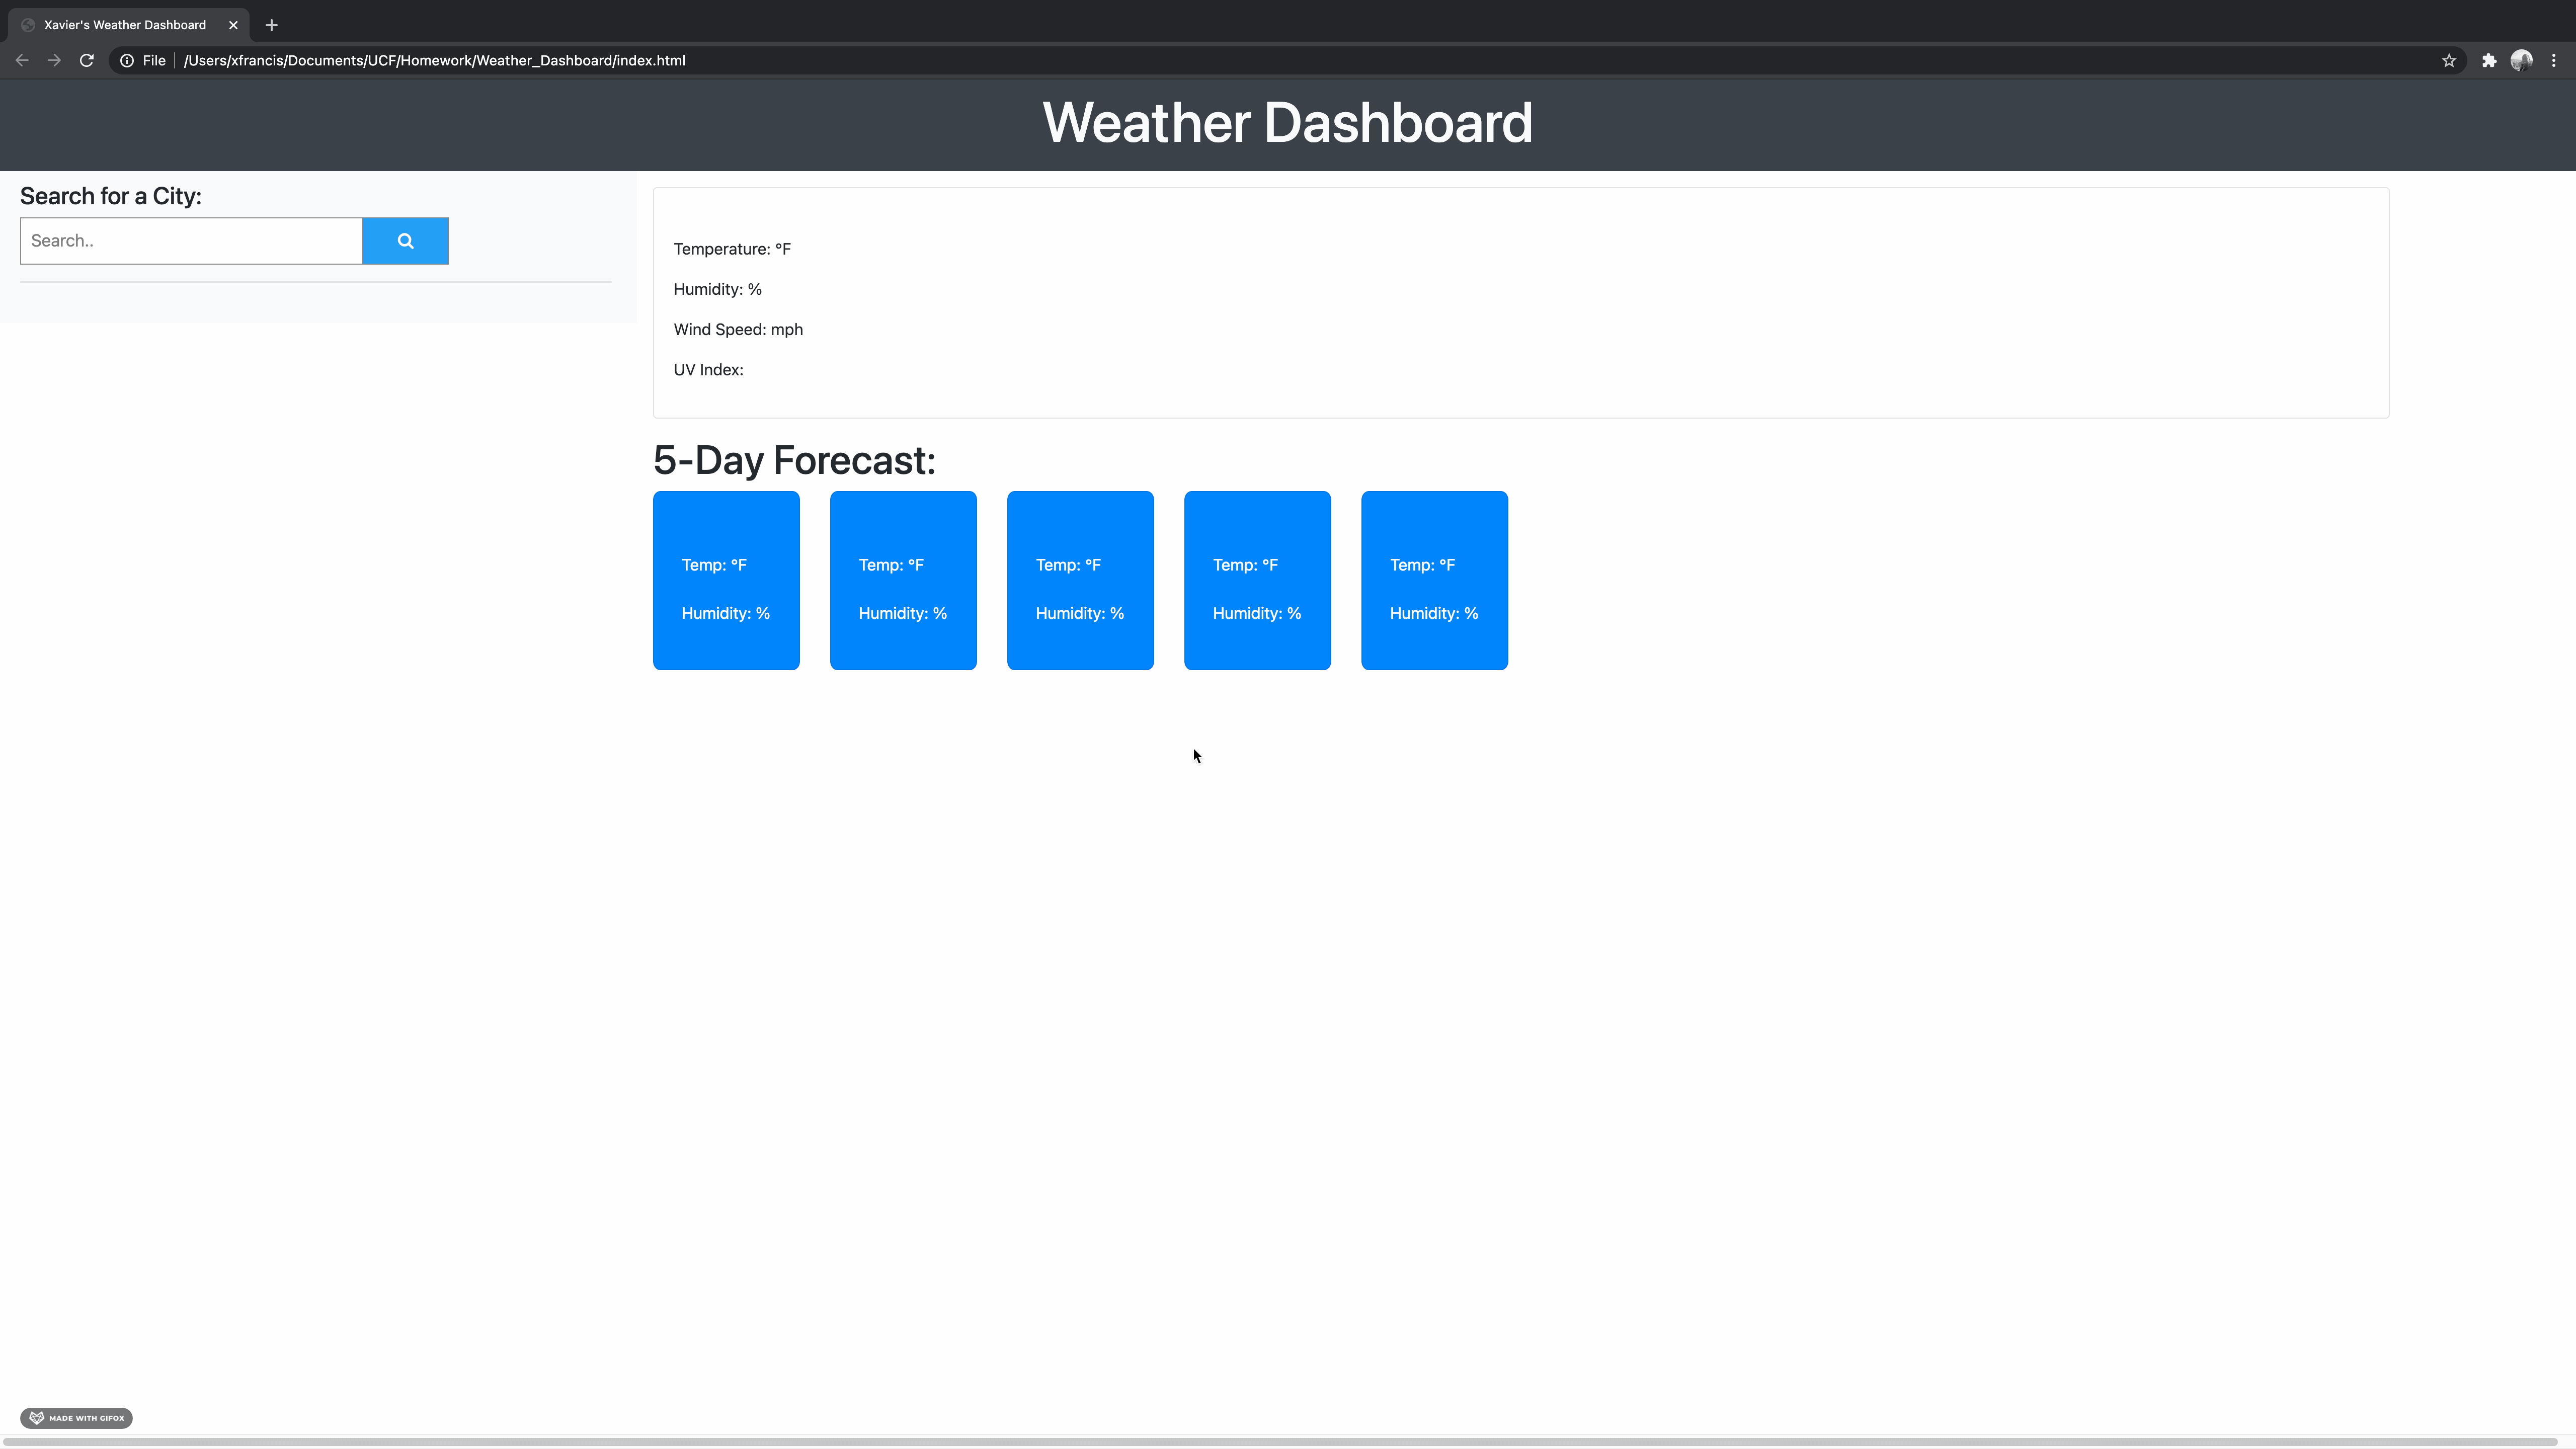 Xavier's Weather Dashboard
File /Users/xfrancis/Documents/UCF/Homework/Weather_Dashboard/index.html
Weather Dashboard
Search for a City:
Search..
Temperature: °F
Humidity: %
Wind Speed: mph
UV Index:
5-Day Forecast:
Temp: °F Temp: °F Temp: °F Temp: °F Temp: °F
Humidity: % Humidity: % Humidity: % Humidity: % Humidity: %
MADE WITH GIFOX